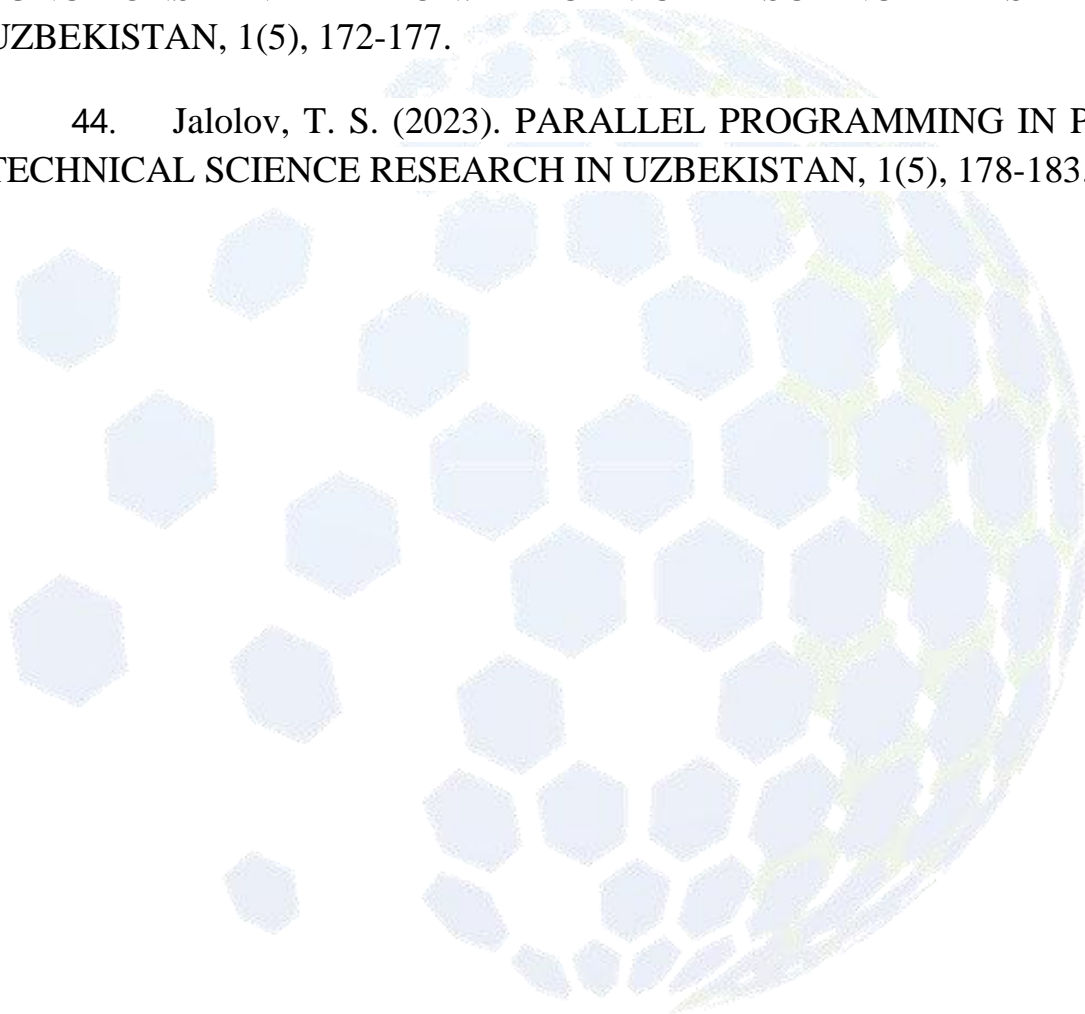 UZBEKISTAN, 1(5), 172-177.
44. Jalolov, T. S. (2023). PARALLEL PROGRAMMING IN
TECHNICAL SCIENCE RESEARCH IN UZBEKISTAN, 1(5), 178-183.